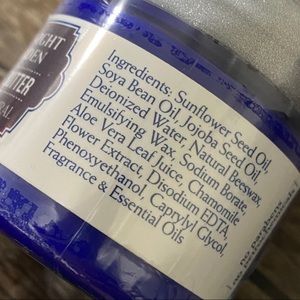 Ingredients: Sunflower Seed Oil,
Soya Bean Oil, Jojoba Seed Oil,
Deionized Water, Natural Beeswax,
Emulsifying Wax, Sodium Borate,
Aloe Vera Leaf Juice, Chamomile
Flower Extract, Disodium EDTA,
Phenoxyethanol, Caprylyl Glycol,
Fragrance & Essential Oils